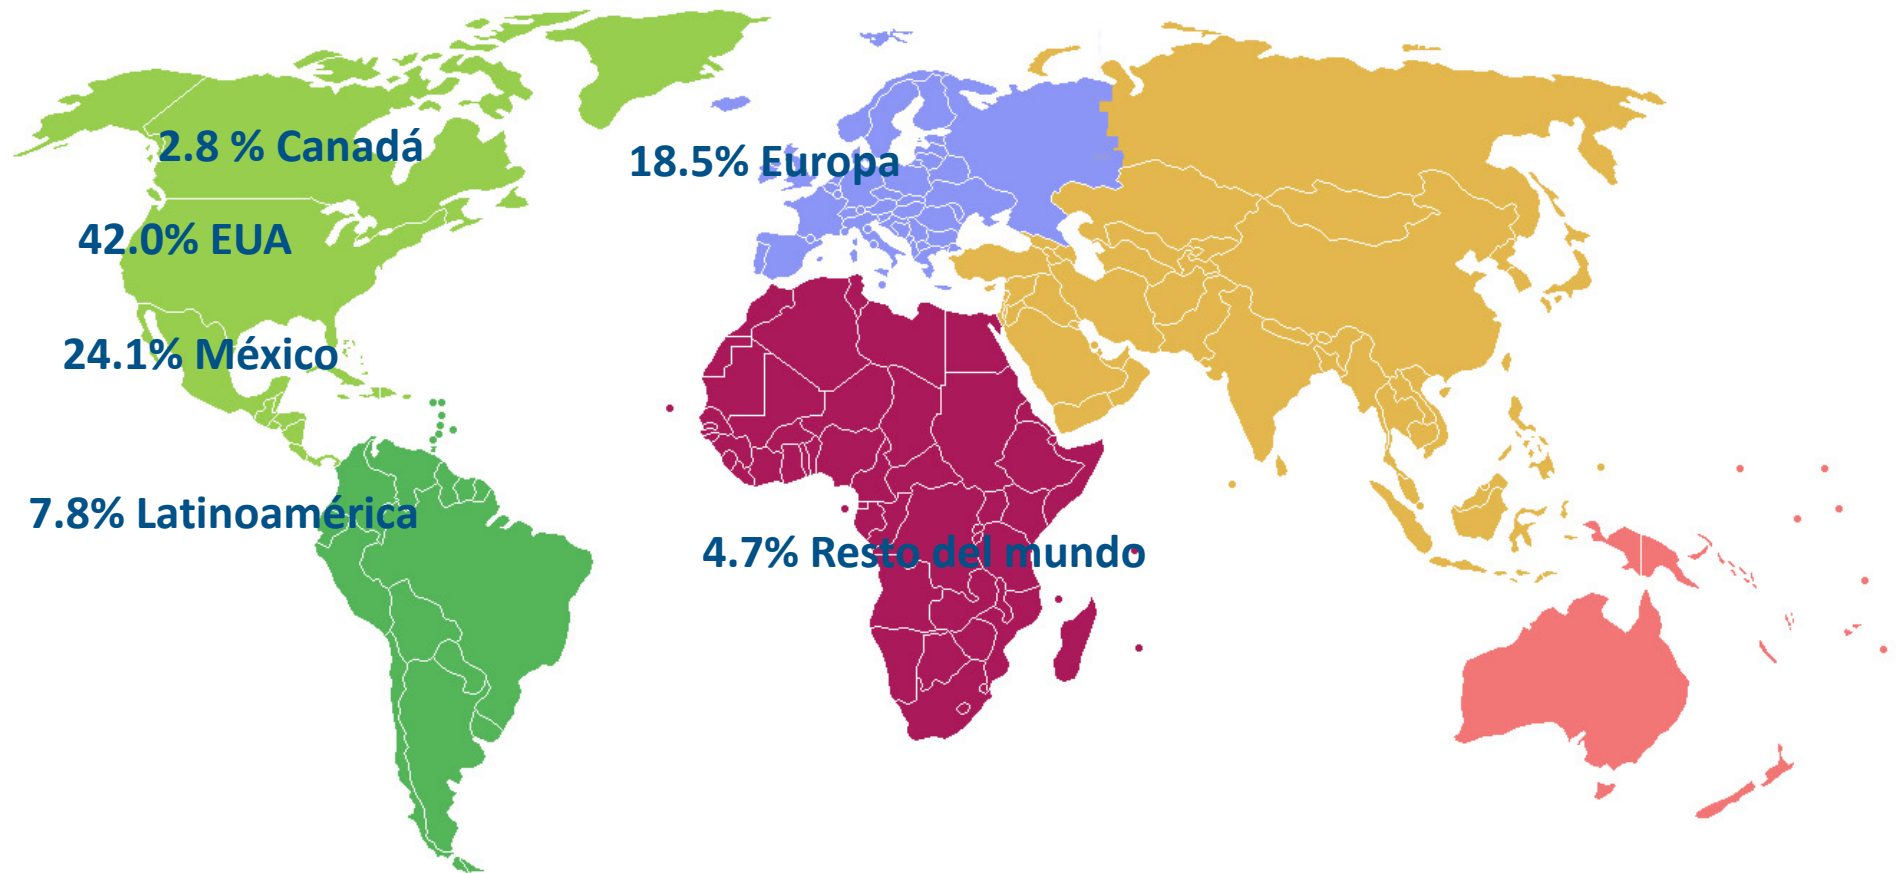 2.8 % Canadá
18.5% Europa
42.0% EUA
24.1% México
7.8% Latinoamérica
4.7% Resto del mundo